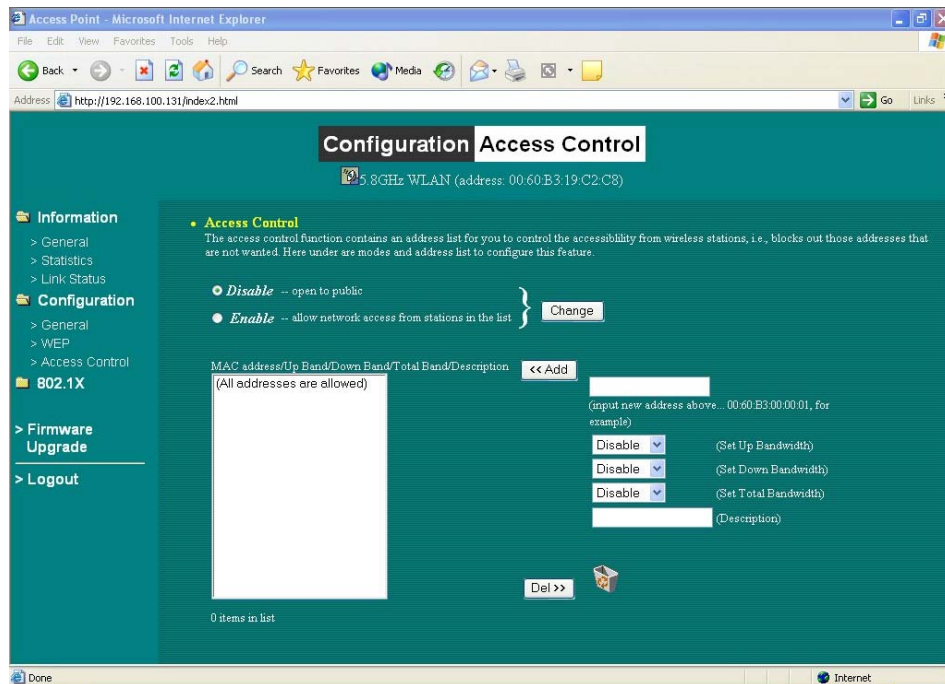 Access Point - Microsoft Internet Explorer
File Edit View Favorites Tools Help
Back Search Favorites Media
Address http://192.168.100.131/index2.html Go Links
Configuration Access Control
5.8GHz WLAN (address: 00:60:B3:19:C2:C8)
Information
> General
> Statistics
> Link Status
Configuration
> General
> WEP
> Access Control
802.1X
> Firmware
Upgrade
> Logout
• Access Control
The access control function contains an address list for you to control the accessiblility from wireless stations, i.e., blocks out those addresses that
are not wanted. Here under are modes and address list to configure this feature.
Disable -- open to public
Enable -- allow network access from stations in the list
} Change
MAC address/Up Band/Down Band/Total Band/Description
<< Add
(All addresses are allowed)
(input new address above... 00:60:B3:00:00:01, for
example)
Disable (Set Up Bandwidth)
Disable (Set Down Bandwidth)
Disable (Set Total Bandwidth)
(Description)
Del >>
0 items in list
Done Internet